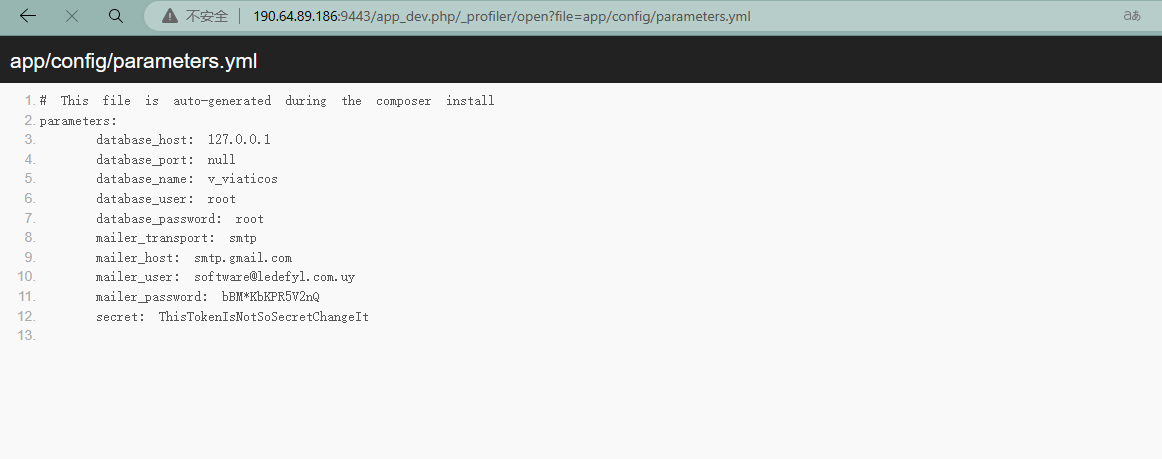 不安全 190.64.89.186:9443/app_dev.php/_profiler/open?file=app/config/parameters.yml aあ
app/config/parameters.yml
1. # This file is auto-generated during the composer install
2. parameters:
3. database_host: 127.0.0.1
4. database_port: null
5. database_name: v_viaticos
6. database_user: root
7. database_password: root
8. mailer_transport: smtp
9. mailer_host: smtp.gmail.com
10. mailer_user: software@ledefyl.com.uy
11. mailer_password: bBM*KbKPR5V2nQ
12. secret: ThisTokenIsNotSoSecretChangeIt
13.